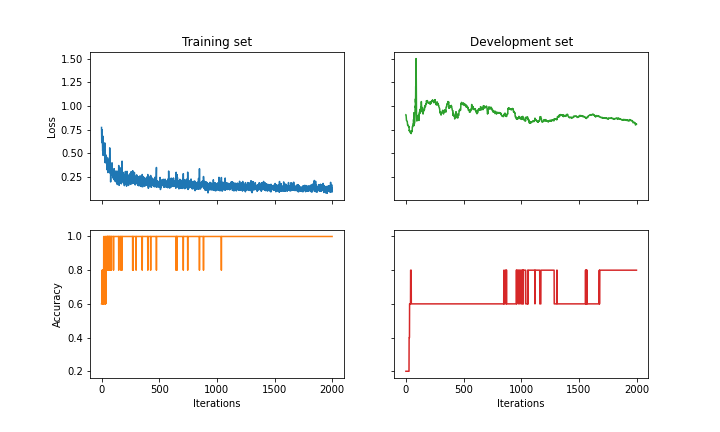 Training set
Development set
1.50
1.25
1.00
0.75
0.50
0.25
Loss
1.0
0.8
0.6
0.4
0.2
Accuracy
0 500 1000 1500 2000
0 500 1000 1500 2000
Iterations
Iterations